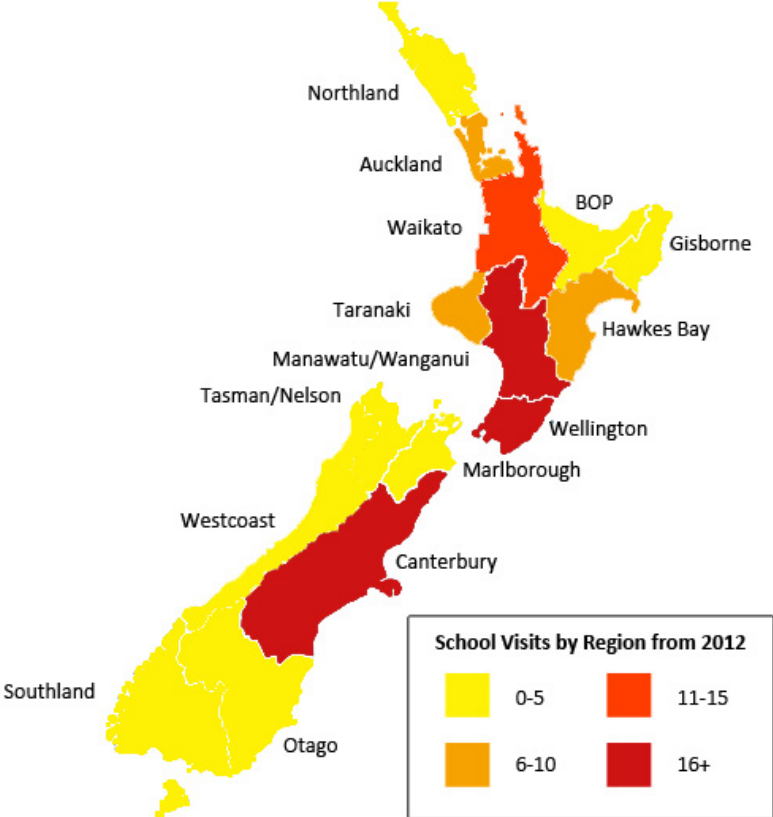 Northland
Auckland
BOP
Waikato
Gisborne
Taranaki
Hawkes Bay
Manawatu/Wanganui
Tasman/Nelson
Wellington
Marlborough
Westcoast
Canterbury
School Visits by Region from 2012
Southland
0-5
11-15
Otago
6-10
16+